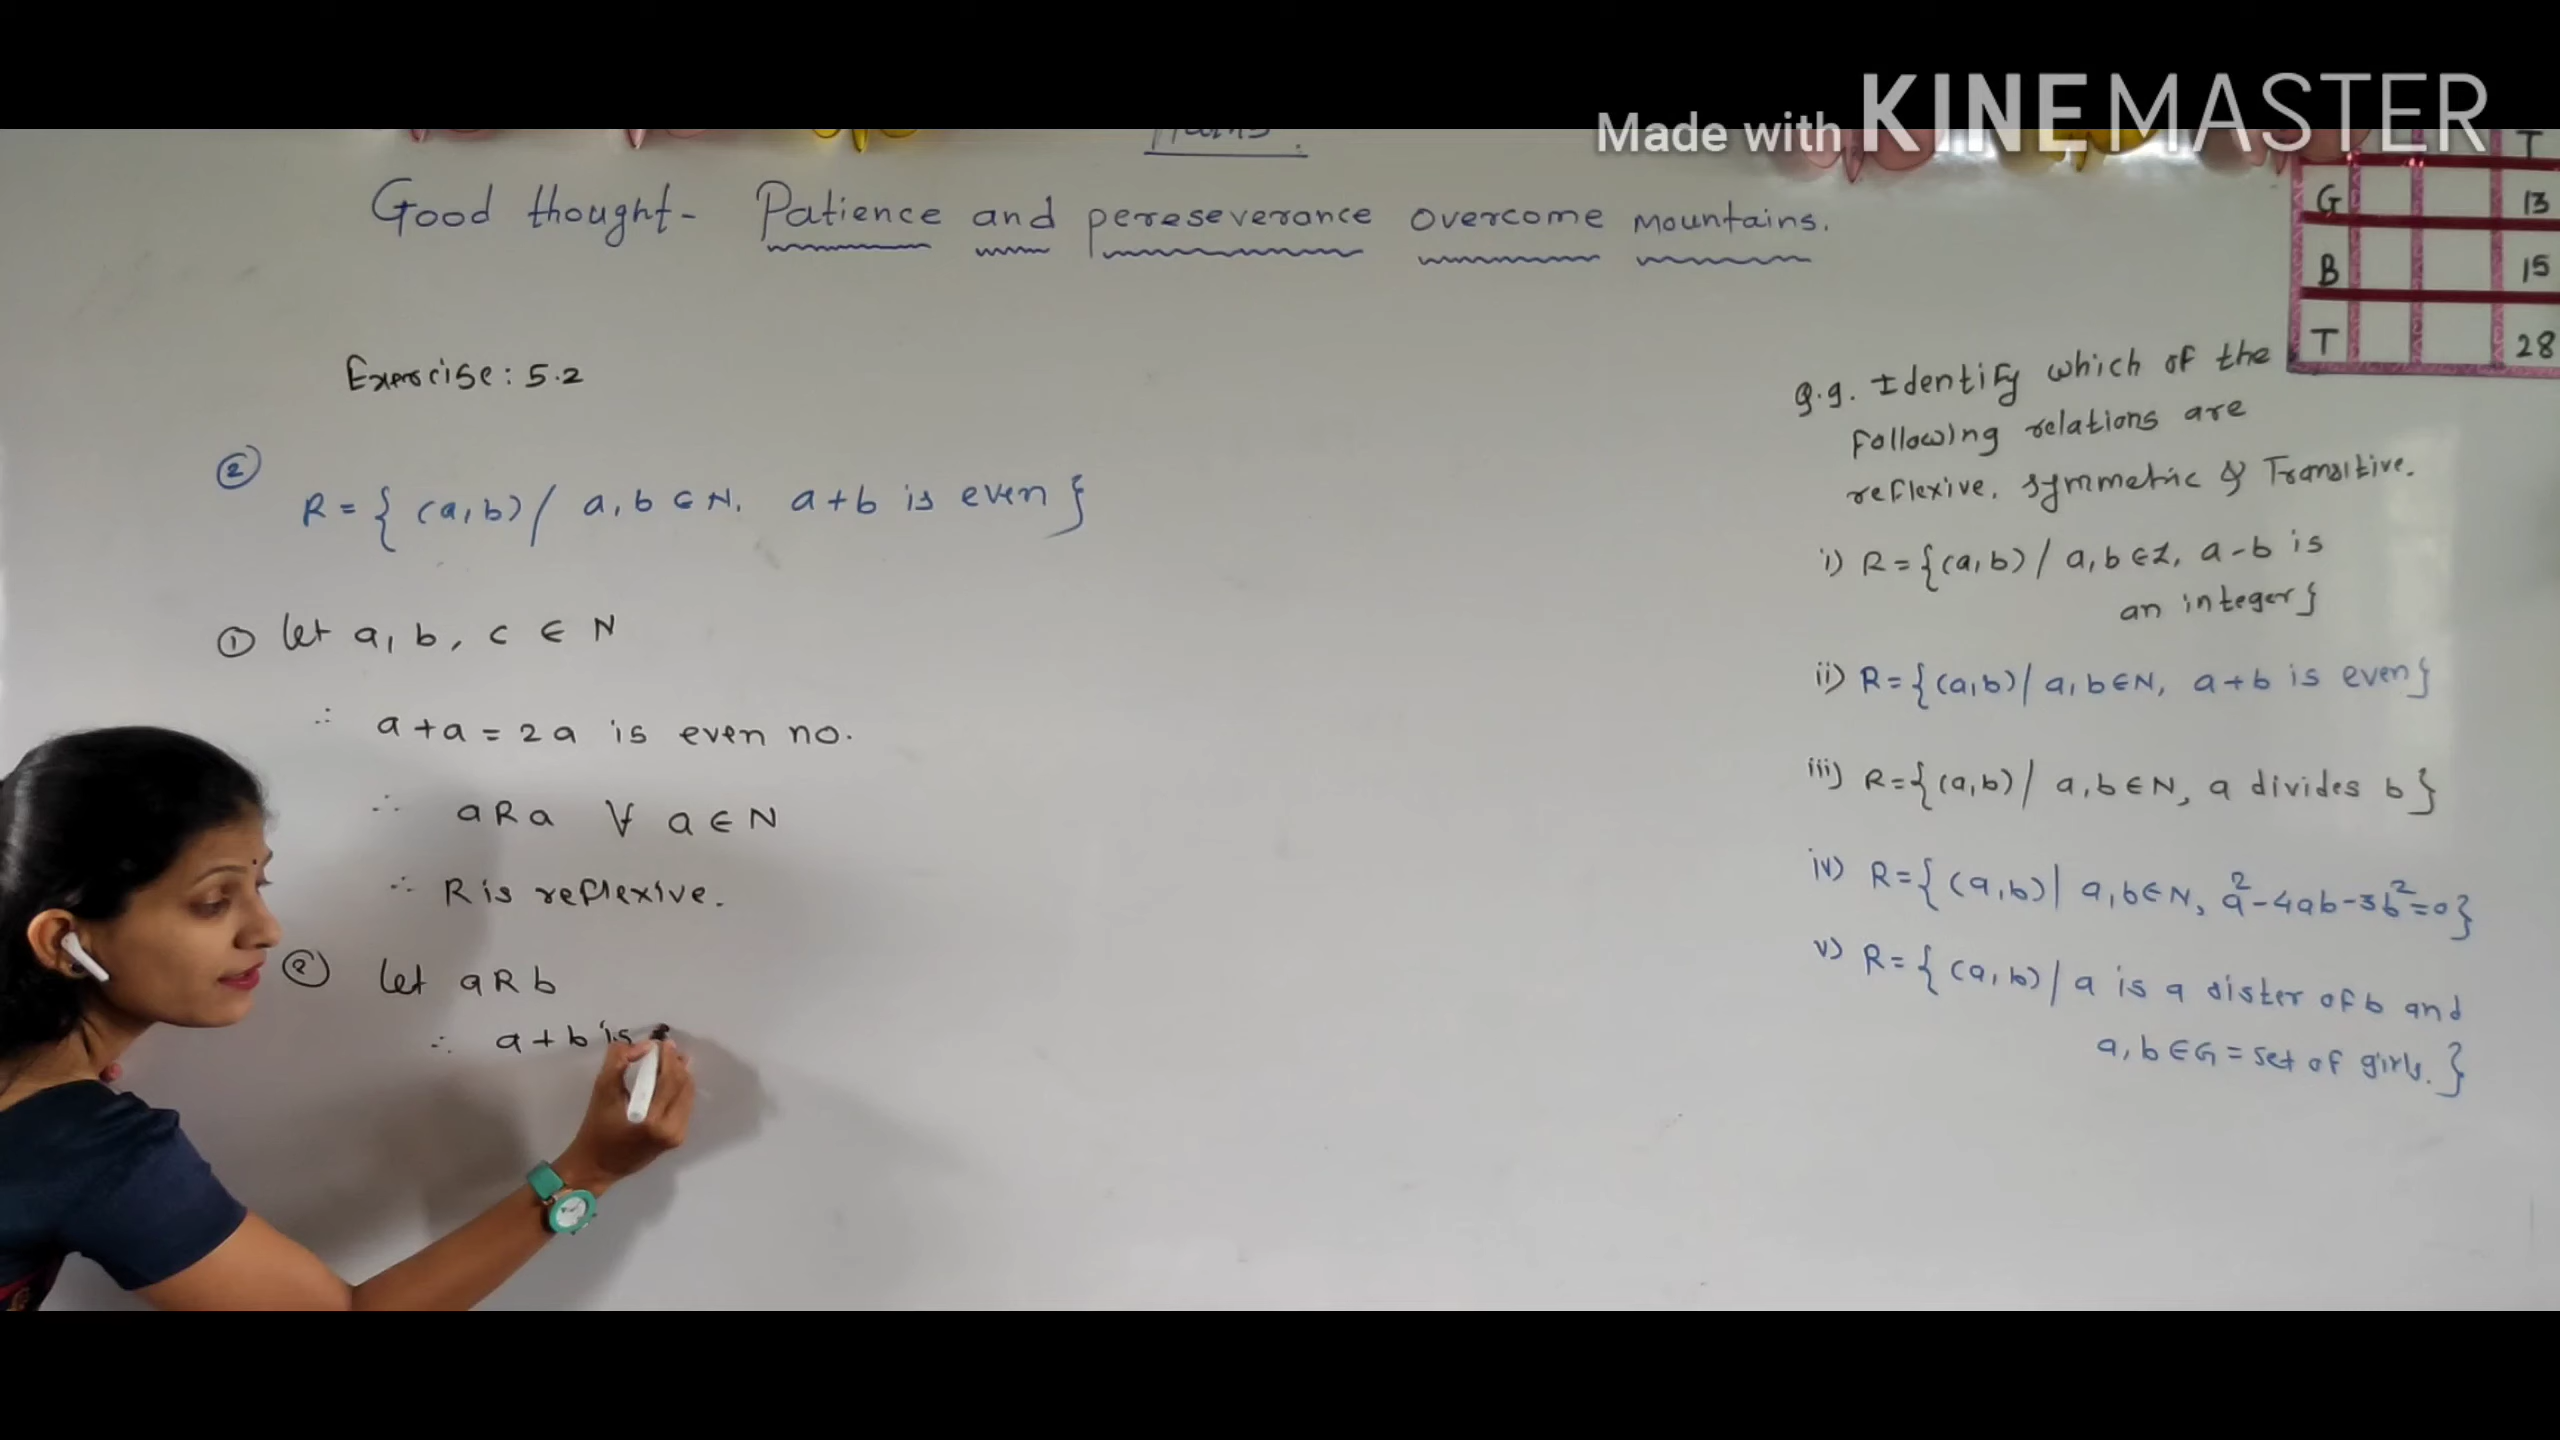 Made with KINEMASTER
Good thought- Patience and pereseverance overcome mountains.
T
G 13
B 15
T 28
Exercise: 5.2
② R = { (a, b) / a, b ∈ N, a + b is even }
① let a, b, c ∈ N
∴ a + a = 2a is even no.
∴ aRa ∀ a ∈ N
∴ R is reflexive.
② let aRb
∴ a + b is
Q.9. Identify which of the
following relations are
reflexive, symmetric & Transitive.
i) R = {(a, b) / a, b ∈ Z, a - b is
an integer}
ii) R = {(a, b) / a, b ∈ N, a + b is even}
iii) R = {(a, b) / a, b ∈ N, a divides b}
iv) R = {(a, b) | a, b ∈ N, a² - 4ab - 3b² = 0}
v) R = {(a, b) / a is a sister of b and
a, b ∈ G = set of girls.}